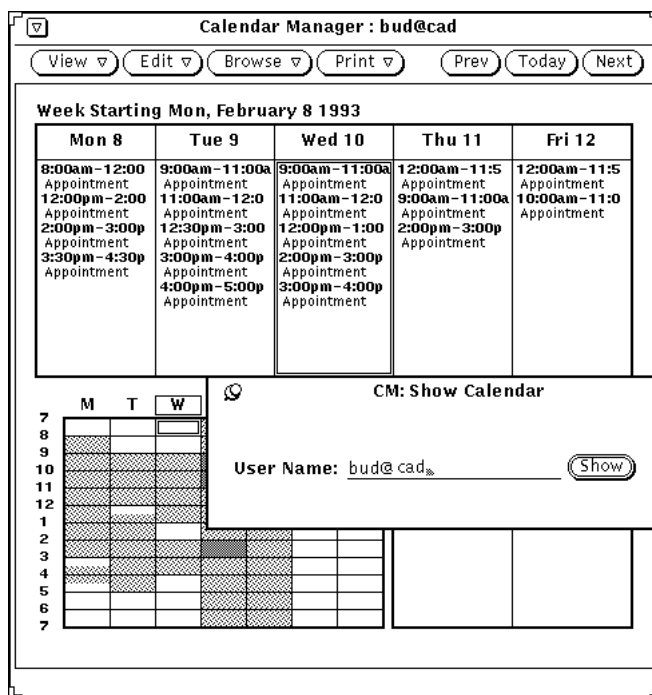 Calendar Manager : bud@cad
View Edit Browse Print Prev Today Next
Week Starting Mon, February 8 1993
Mon 8 Tue 9 Wed 10 Thu 11 Fri 12
8:00am-12:00 9:00am-11:00a 9:00am-11:00a 12:00am-11:5 12:00am-11:5
Appointment Appointment Appointment Appointment Appointment
12:00pm-2:00 11:00am-12:0 11:00am-12:0 9:00am-11:00a 10:00am-11:0
Appointment Appointment Appointment Appointment Appointment
2:00pm-3:00p 12:30pm-3:00 12:00pm-1:00 2:00pm-3:00p
Appointment Appointment Appointment Appointment
3:30pm-4:30p 3:00pm-4:00p 2:00pm-3:00p
Appointment Appointment Appointment
4:00pm-5:00p 3:00pm-4:00p
Appointment Appointment
CM: Show Calendar
User Name: bud@cad Show
M T W
7
8
9
10
11
12
1
2
3
4
5
6
7